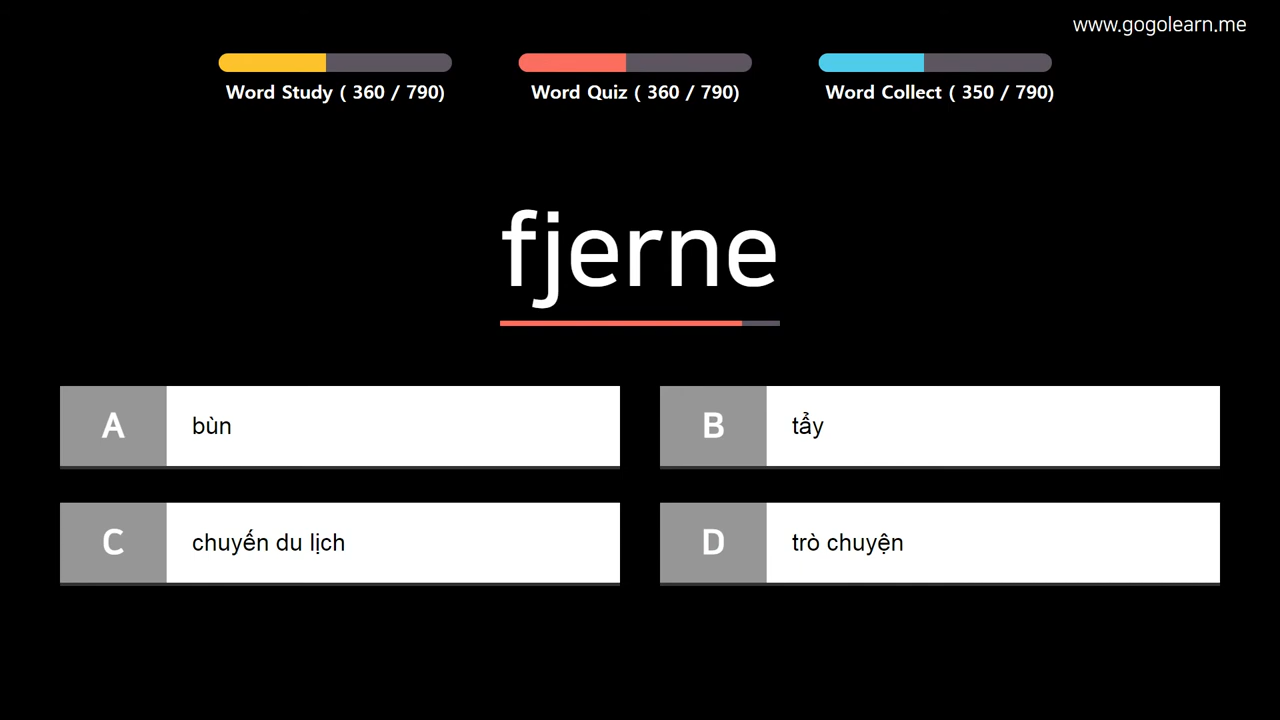 www.gogolearn.me
Word Study ( 360 / 790)
Word Quiz ( 360 / 790)
Word Collect ( 350 / 790)
fjerne
A bùn
B tẩy
C chuyến du lịch
D trò chuyện